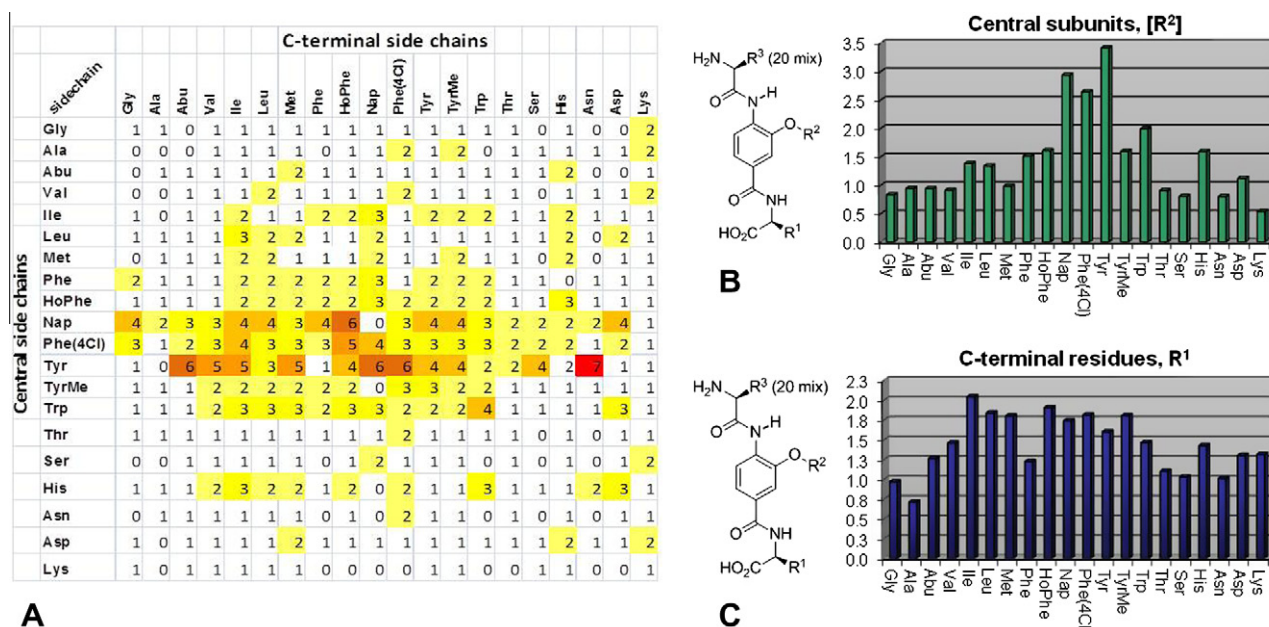 C-terminal side chains
sidechain Gly Ala Abu Val Ile Leu Met Phe HoPhe Nap Phe(4Cl) Tyr TyrMe Trp Thr Ser His Asn Asp Lys
Central side chains
Gly 1 1 0 1 1 1 1 1 1 1 1 1 1 1 1 0 1 0 0 2
Ala 0 0 0 1 1 1 1 0 1 1 2 1 2 0 1 1 1 1 1 2
Abu 0 1 1 1 1 1 2 1 1 1 1 1 1 1 1 1 2 0 0 1
Val 0 0 1 1 1 2 1 1 1 1 2 1 1 1 1 0 1 1 1 2
Ile 1 0 1 1 2 1 1 2 2 3 1 2 2 2 1 1 2 1 1 1
Leu 1 1 1 1 3 2 2 1 1 2 1 1 1 1 1 1 2 0 2 1
Met 0 1 1 1 2 2 1 1 1 2 1 1 2 1 1 1 2 0 1 1
Phe 2 1 1 1 2 2 2 2 2 3 1 2 2 2 1 1 0 1 1 1
HoPhe 1 1 1 1 2 2 2 2 2 3 2 2 2 2 1 1 3 1 1 1
Nap 4 2 3 3 4 4 3 4 6 0 3 4 4 3 2 2 2 2 4 1
Phe(4Cl) 3 1 2 3 4 3 3 3 5 4 3 3 3 3 2 2 2 1 2 1
Tyr 1 0 6 5 5 3 5 1 4 6 6 4 4 2 2 4 2 7 1 1
TyrMe 1 1 1 2 2 2 2 2 2 0 3 3 2 2 1 1 1 1 1 1
Trp 1 1 1 2 3 3 3 2 3 3 2 2 2 4 1 1 1 1 3 1
Thr 1 1 1 1 1 1 1 1 1 1 2 1 1 1 1 0 1 0 1 1
Ser 0 0 1 1 1 1 1 1 1 2 1 1 1 0 1 1 1 1 1 2
His 1 1 1 2 3 2 2 1 2 0 2 1 1 3 1 1 1 2 3 1
Asn 0 1 1 1 1 1 1 1 0 0 2 1 1 1 0 1 0 1 1 1
Asp 1 1 1 1 1 1 2 1 1 1 1 1 1 1 1 1 2 1 1 2
Lys 1 0 1 1 1 1 1 1 1 0 0 0 1 0 0 1 1 0 1 1
A
Central subunits, [R²]
H₂N R³ (20 mix)
O N-H
O-R²
O NH
HO₂C R¹
3.5
3.0
2.5
2.0
1.5
1.0
0.5
0.0
Gly Ala Abu Val Ile Leu Met Phe HoPhe Nap Phe(4Cl) Tyr TyrMe Trp Thr Ser His Asn Asp Lys
B
C-terminal residues, R¹
H₂N R³ (20 mix)
O N-H
O-R²
O NH
HO₂C R¹
2.3
2.0
1.8
1.5
1.3
1.0
0.8
0.5
0.3
0.0
Gly Ala Abu Val Ile Leu Met Phe HoPhe Nap Phe(4Cl) Tyr TyrMe Trp Thr Ser His Asn Asp Lys
C